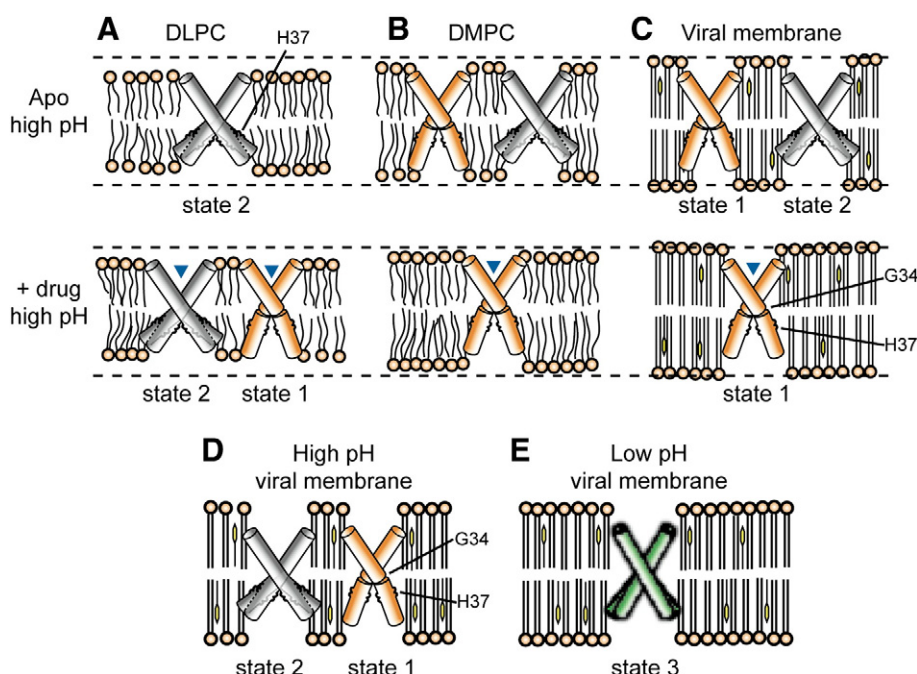 A
DLPC
H37
B
DMPC
C
Viral membrane
Apo
high pH
state 2
state 1
state 2
+ drug
high pH
G34
H37
state 2
state 1
state 1
D
High pH
viral membrane
E
Low pH
viral membrane
G34
H37
state 2
state 1
state 3